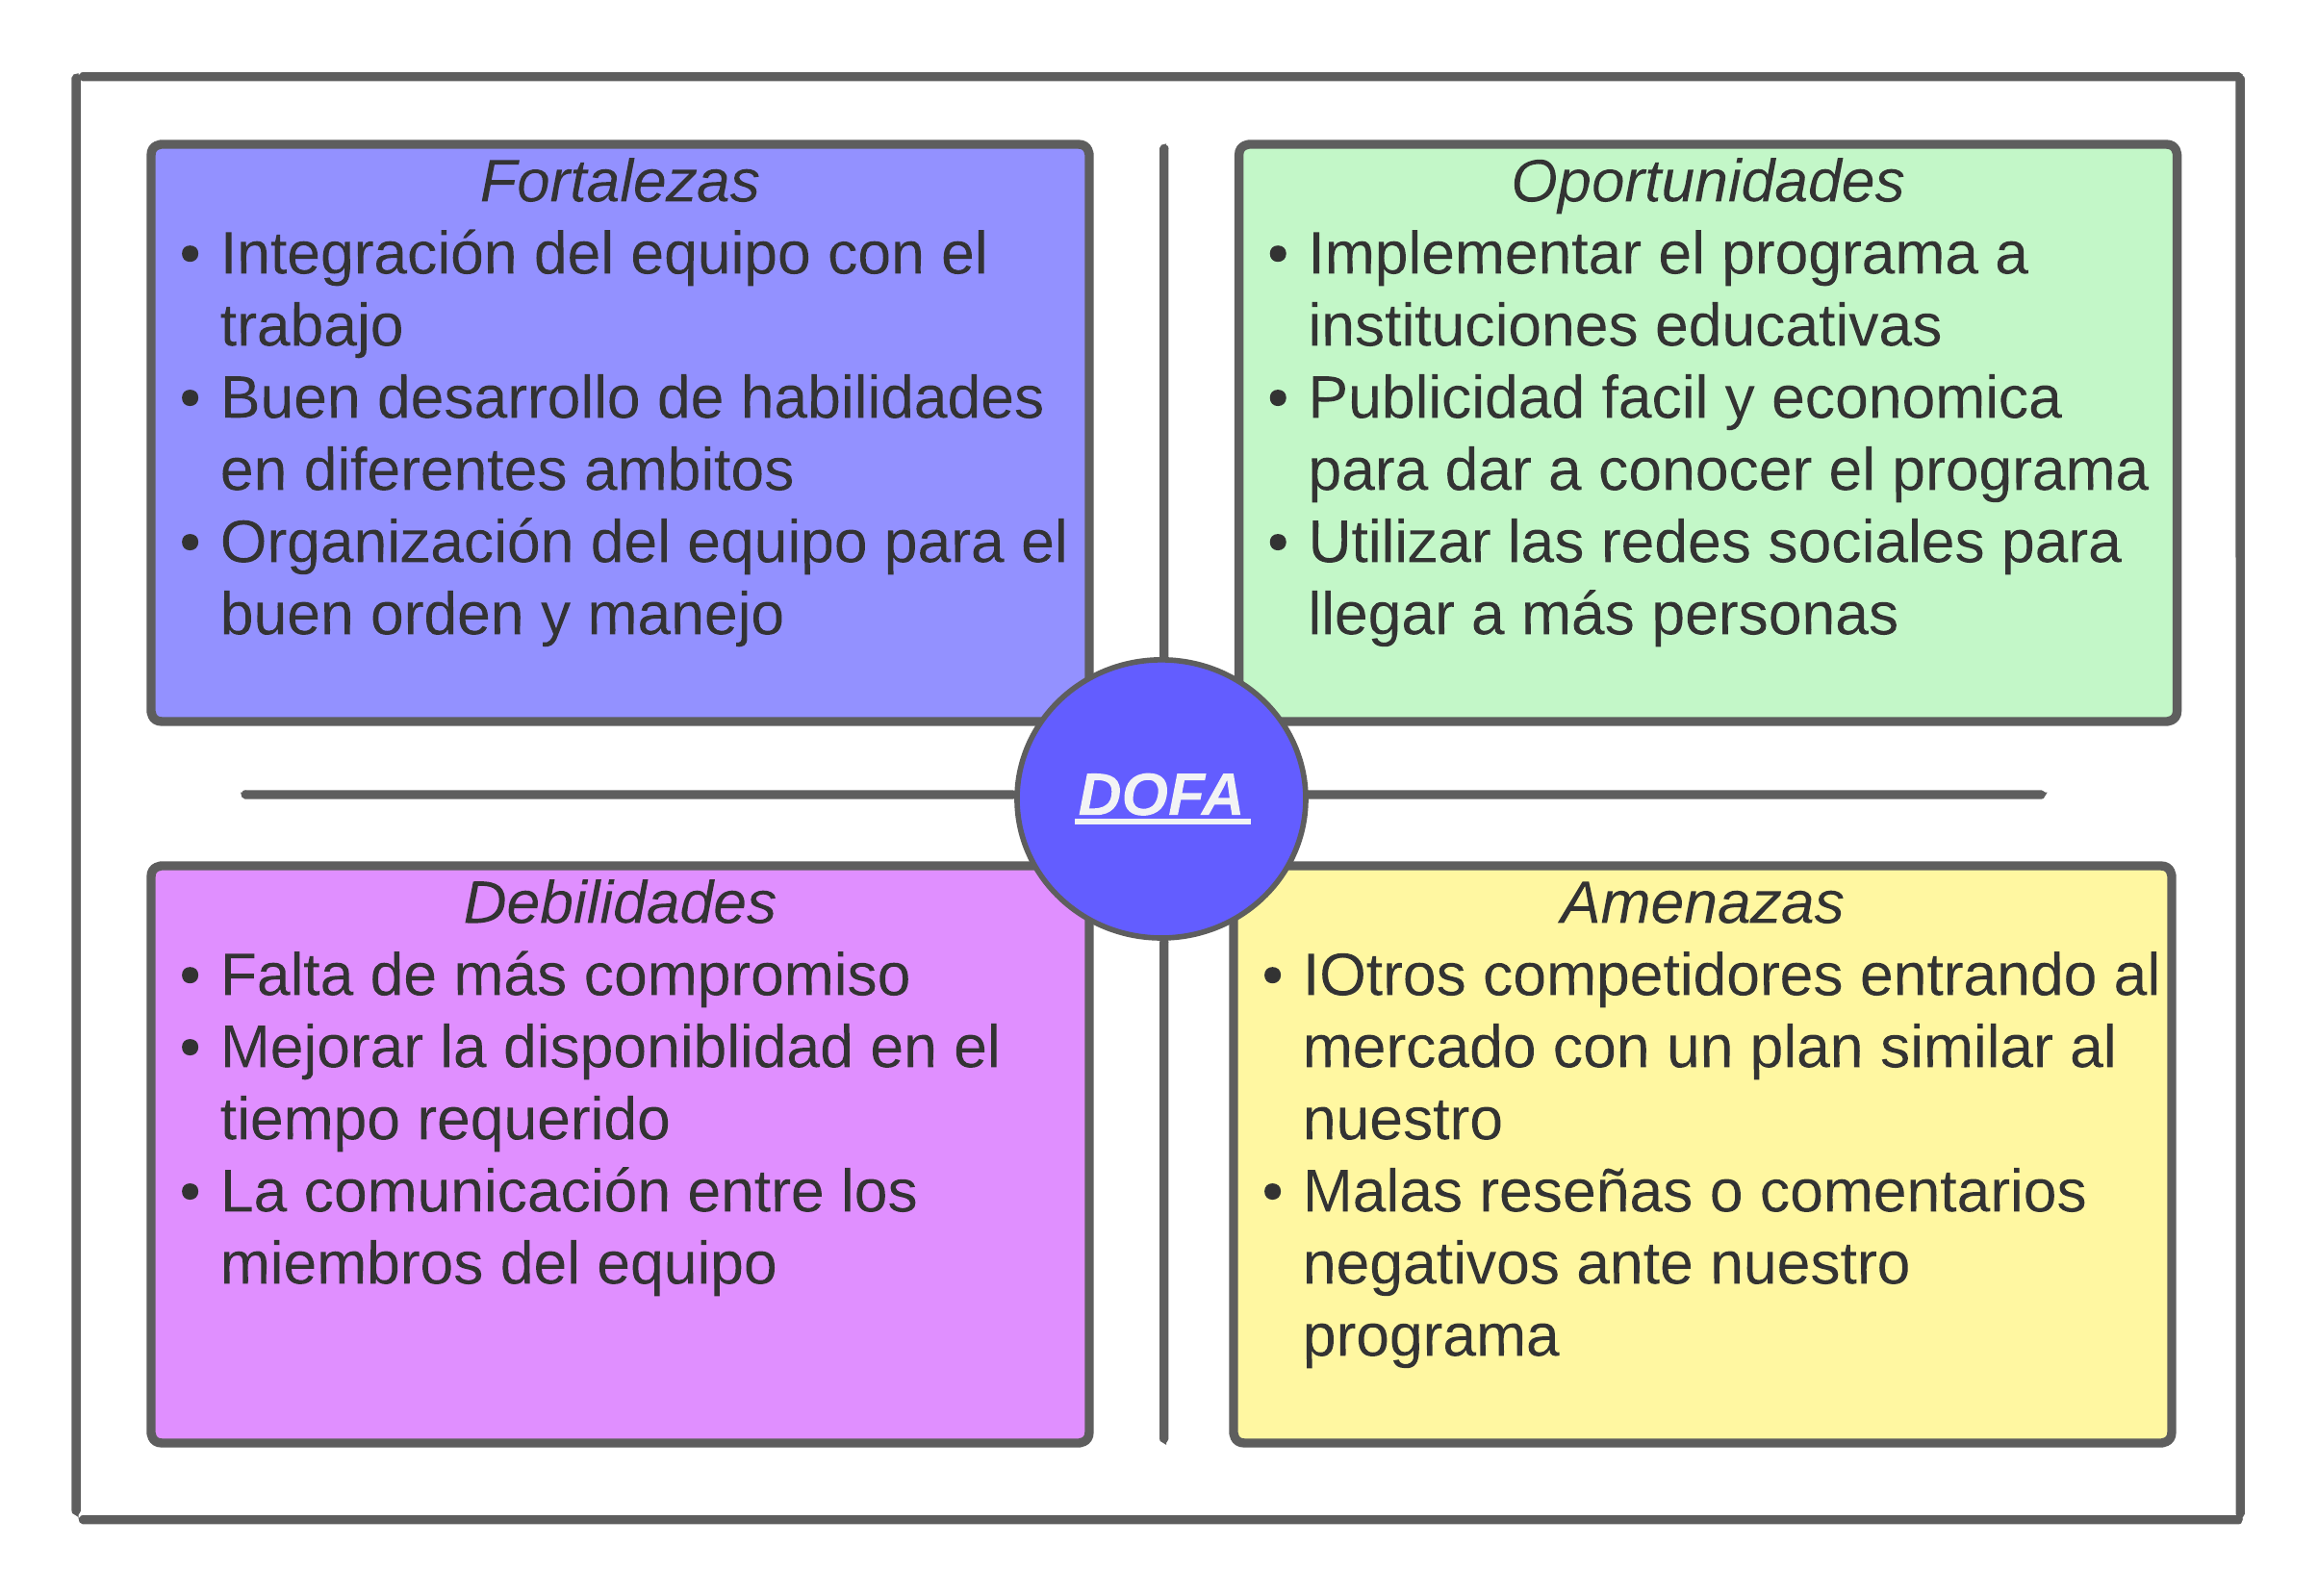 Fortalezas
• Integración del equipo con el
trabajo
• Buen desarrollo de habilidades
en diferentes ambitos
• Organización del equipo para el
buen orden y manejo
Oportunidades
• Implementar el programa a
instituciones educativas
• Publicidad facil y economica
para dar a conocer el programa
• Utilizar las redes sociales para
llegar a más personas
DOFA
Debilidades
• Falta de más compromiso
• Mejorar la disponiblidad en el
tiempo requerido
• La comunicación entre los
miembros del equipo
Amenazas
• IOtros competidores entrando al
mercado con un plan similar al
nuestro
• Malas reseñas o comentarios
negativos ante nuestro
programa